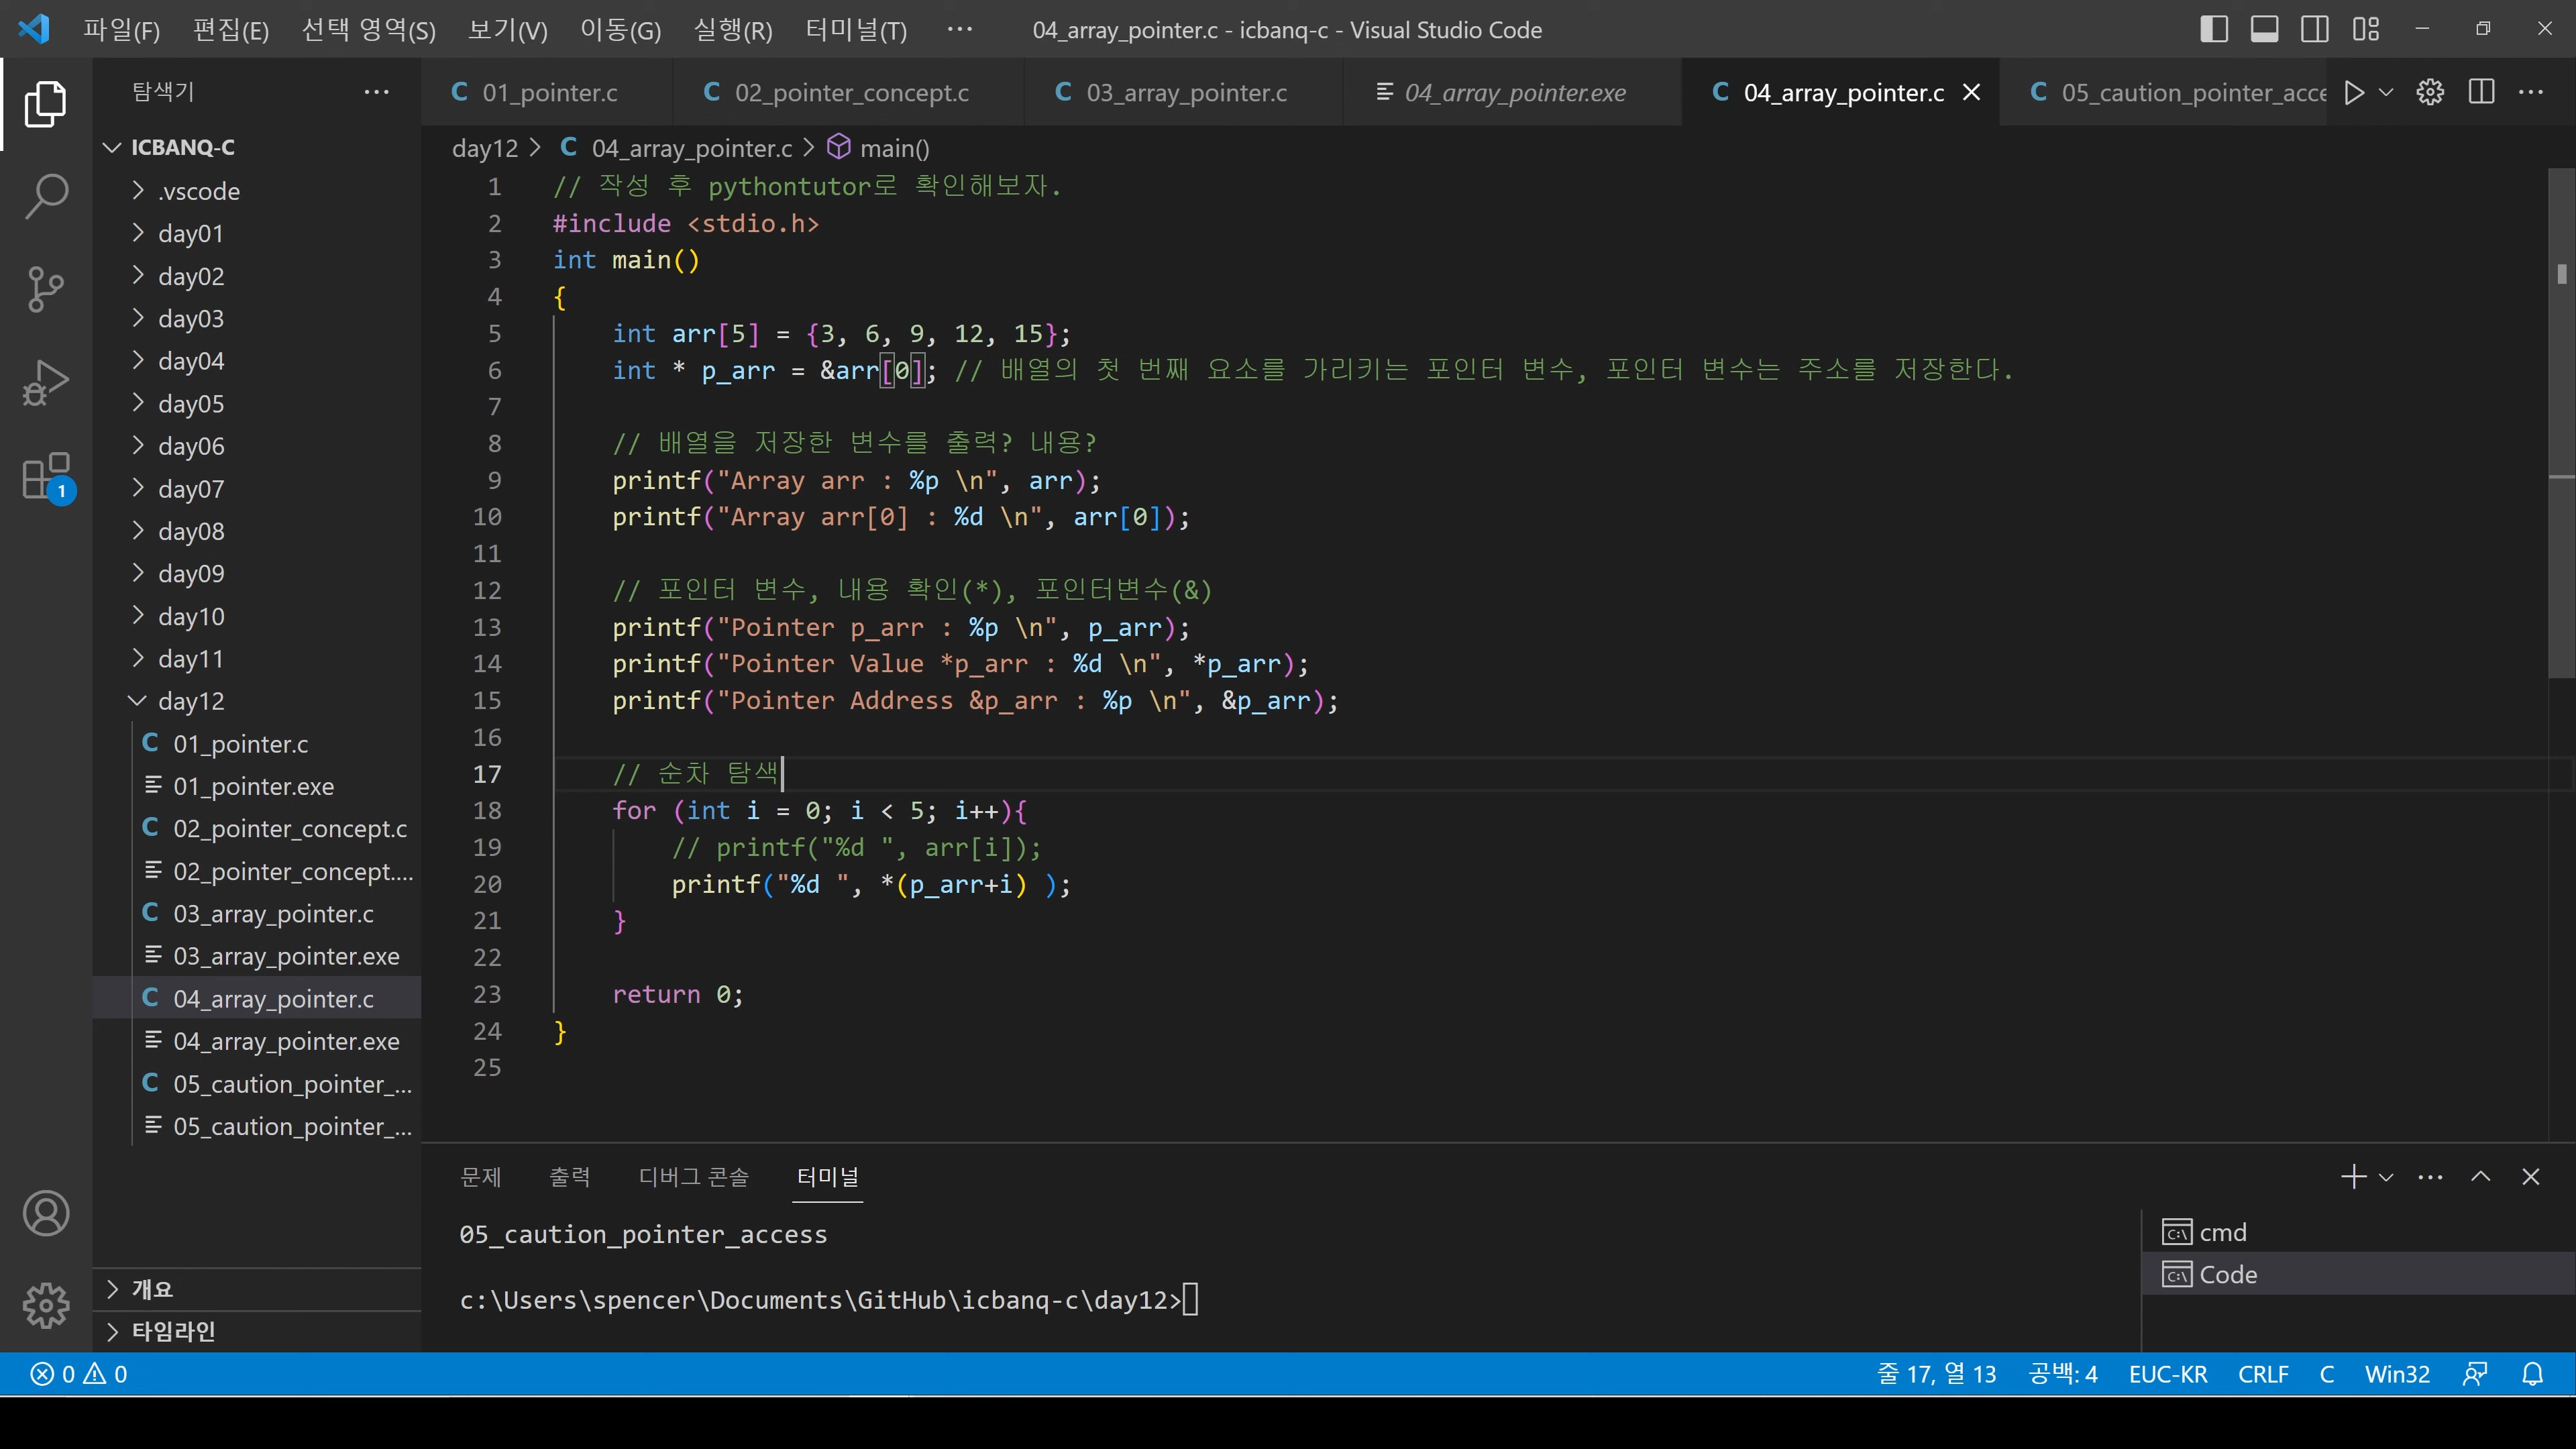 파일(F) 편집(E) 선택 영역(S) 보기(V) 이동(G) 실행(R) 터미널(T) ··· 04_array_pointer.c - icbanq-c - Visual Studio Code
탐색기 ···
ICBANQ-C
.vscode
day01
day02
day03
day04
day05
day06
day07
day08
day09
day10
day11
day12
C 01_pointer.c
01_pointer.exe
C 02_pointer_concept.c
02_pointer_concept....
C 03_array_pointer.c
03_array_pointer.exe
C 04_array_pointer.c
04_array_pointer.exe
C 05_caution_pointer_...
05_caution_pointer_...
개요
타임라인
1
C 01_pointer.c C 02_pointer_concept.c C 03_array_pointer.c 04_array_pointer.exe C 04_array_pointer.c C 05_caution_pointer_acce
day12 > C 04_array_pointer.c > main()
1 // 작성 후 pythontutor로 확인해보자.
2 #include <stdio.h>
3 int main()
4 {
5 int arr[5] = {3, 6, 9, 12, 15};
6 int * p_arr = &arr[0]; // 배열의 첫 번째 요소를 가리키는 포인터 변수, 포인터 변수는 주소를 저장한다.
7
8 // 배열을 저장한 변수를 출력? 내용?
9 printf("Array arr : %p \n", arr);
10 printf("Array arr[0] : %d \n", arr[0]);
11
12 // 포인터 변수, 내용 확인(*), 포인터변수(&)
13 printf("Pointer p_arr : %p \n", p_arr);
14 printf("Pointer Value *p_arr : %d \n", *p_arr);
15 printf("Pointer Address &p_arr : %p \n", &p_arr);
16
17 // 순차 탐색
18 for (int i = 0; i < 5; i++){
19 // printf("%d ", arr[i]);
20 printf("%d ", *(p_arr+i) );
21 }
22
23 return 0;
24 }
25
문제 출력 디버그 콘솔 터미널
05_caution_pointer_access
c:\Users\spencer\Documents\GitHub\icbanq-c\day12>
cmd
Code
0 0 줄 17, 열 13 공백: 4 EUC-KR CRLF C Win32